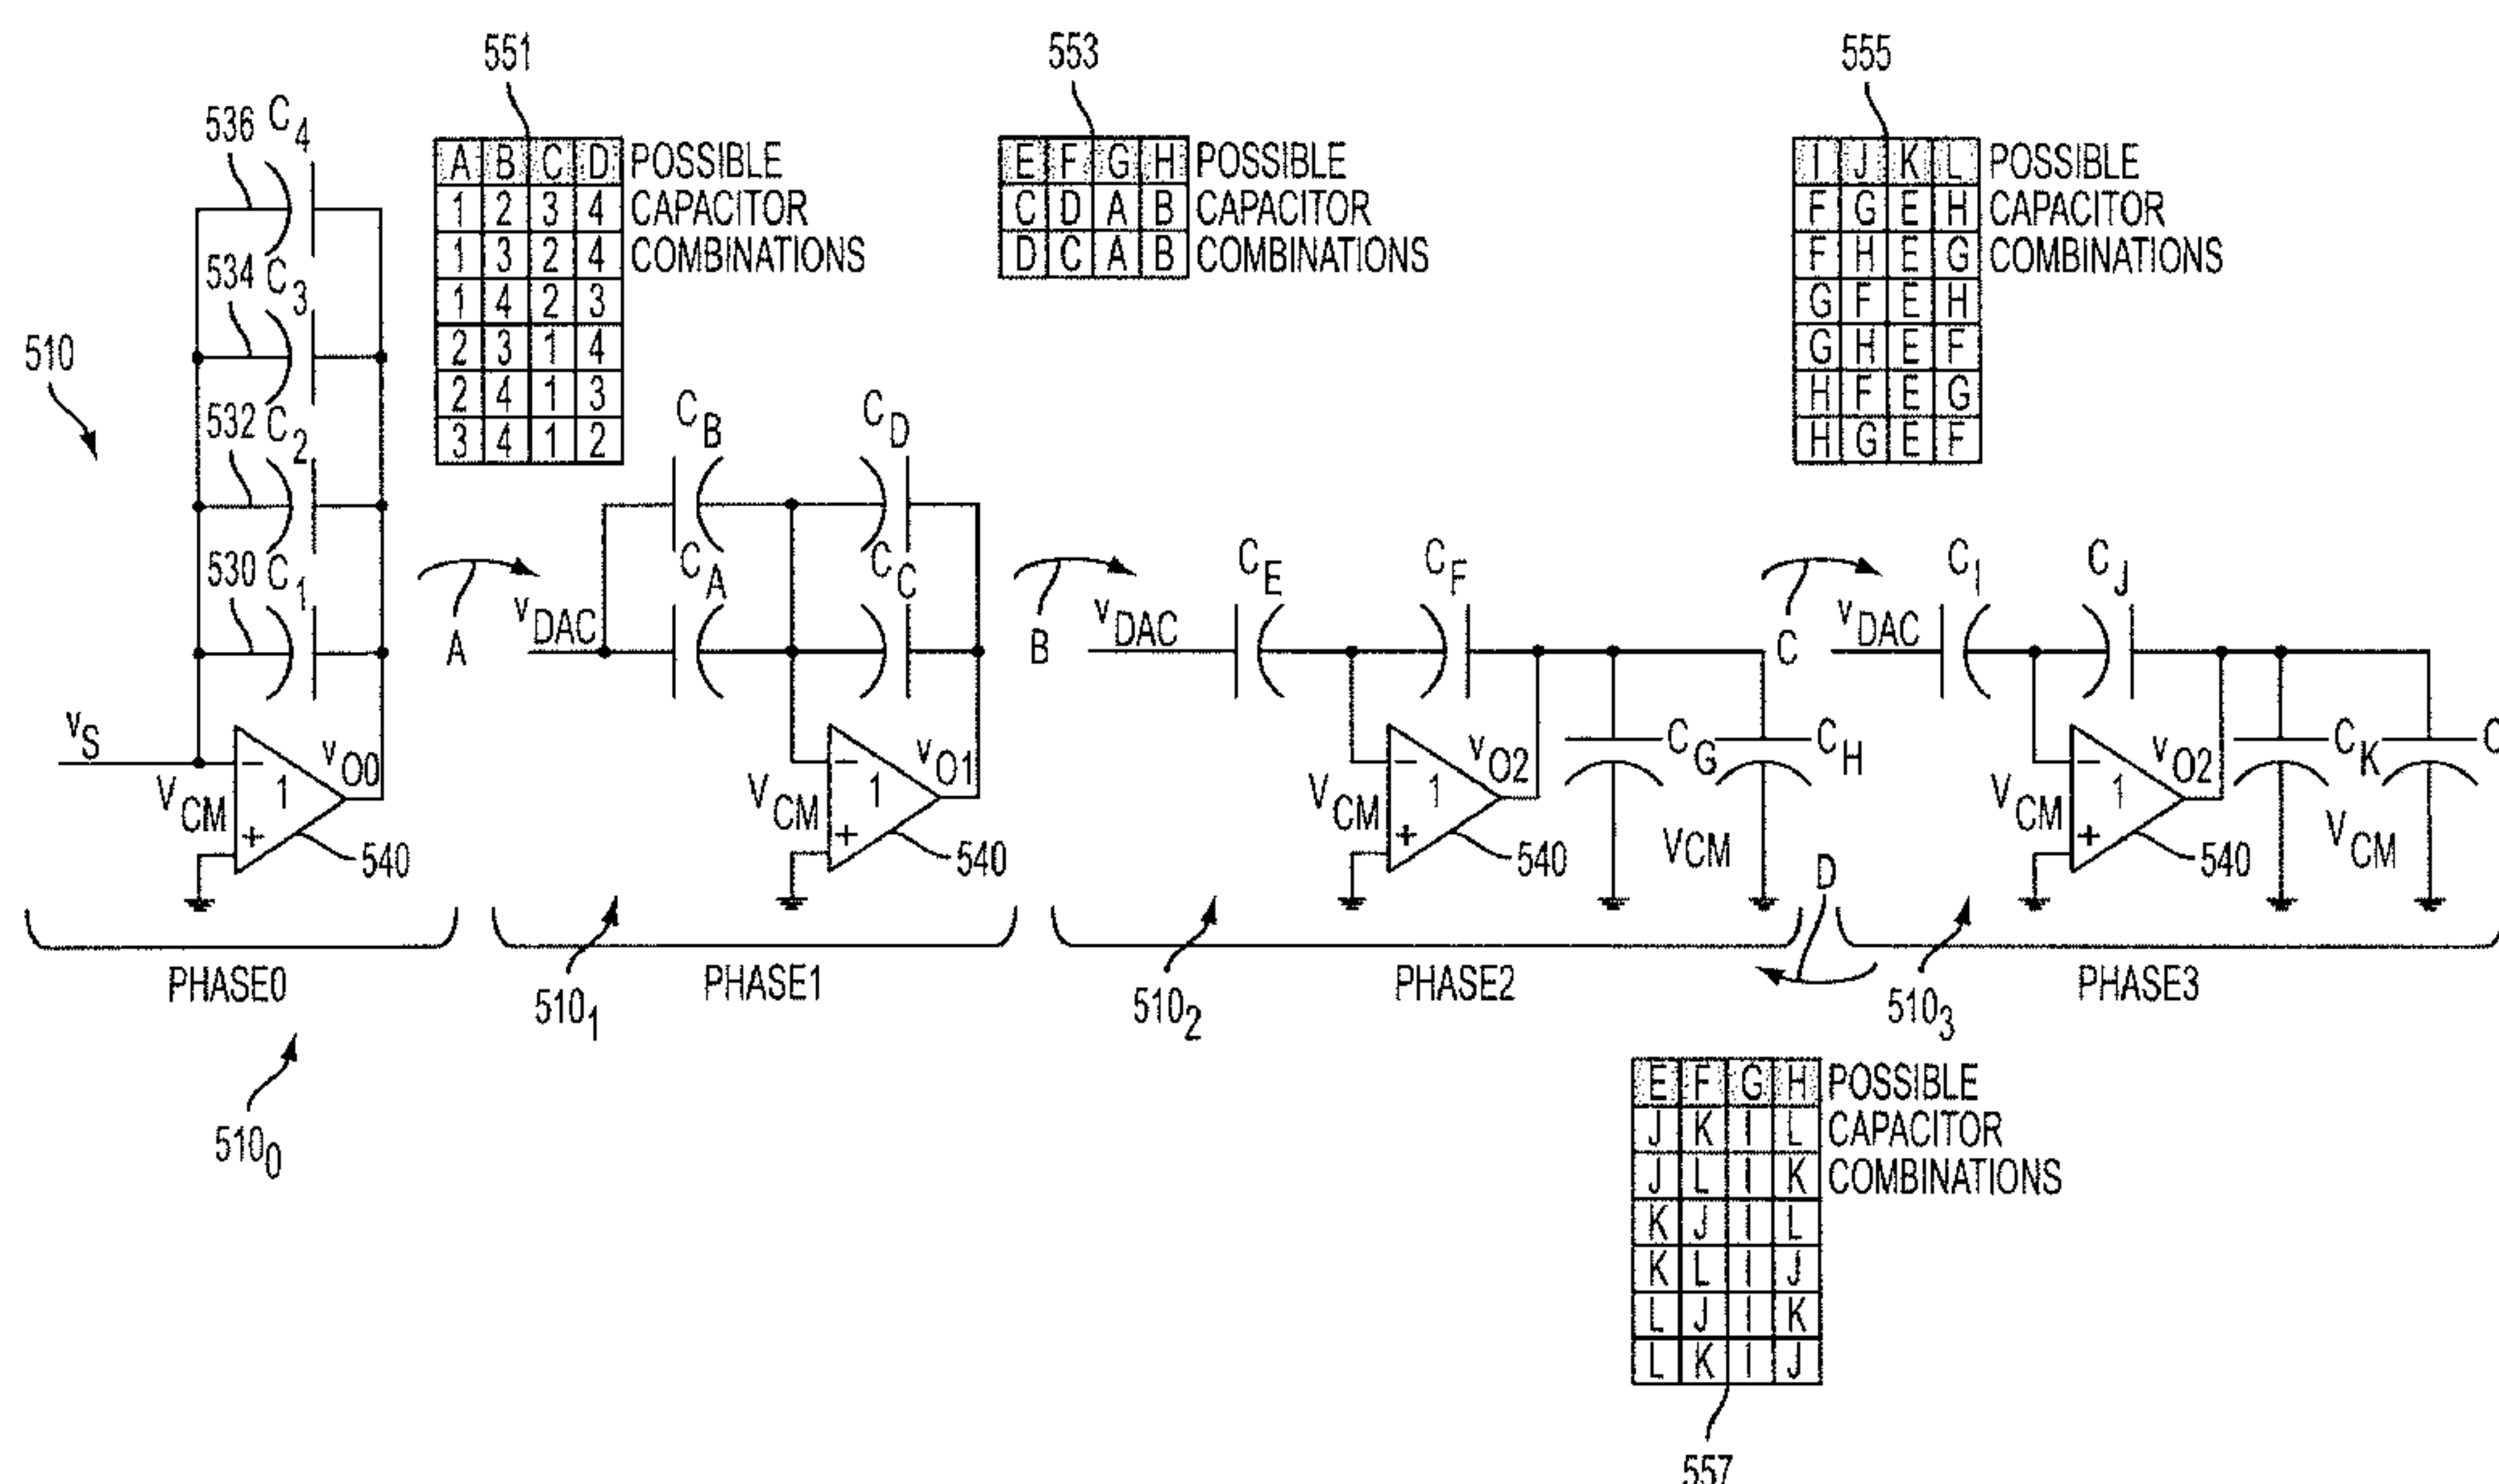 551
553
555
536 C4
A B C D POSSIBLE
1 2 3 4 CAPACITOR
1 3 2 4 COMBINATIONS
1 4 2 3
2 3 1 4
2 4 1 3
3 4 1 2
E F G H POSSIBLE
C D A B CAPACITOR
D C A B COMBINATIONS
I J K L POSSIBLE
F G E H CAPACITOR
F H E G COMBINATIONS
G F E H
G H E F
H F E G
H G E F
534 C3
510
532 C2
530 C1
vS
VCM
1
vO0
540
A
CB
CD
CA
CC
vDAC
vO1
VCM
1
540
B
vDAC
CE
CF
vO2
VCM
1
540
CG
CH
VCM
C
vDAC
CI
CJ
vO2
VCM
1
540
CK
C
VCM
D
PHASE0
PHASE1
PHASE2
PHASE3
5100
5101
5102
5103
E F G H POSSIBLE
J K I L CAPACITOR
J L I K COMBINATIONS
K J I L
K L I J
L J I K
L K I J
557